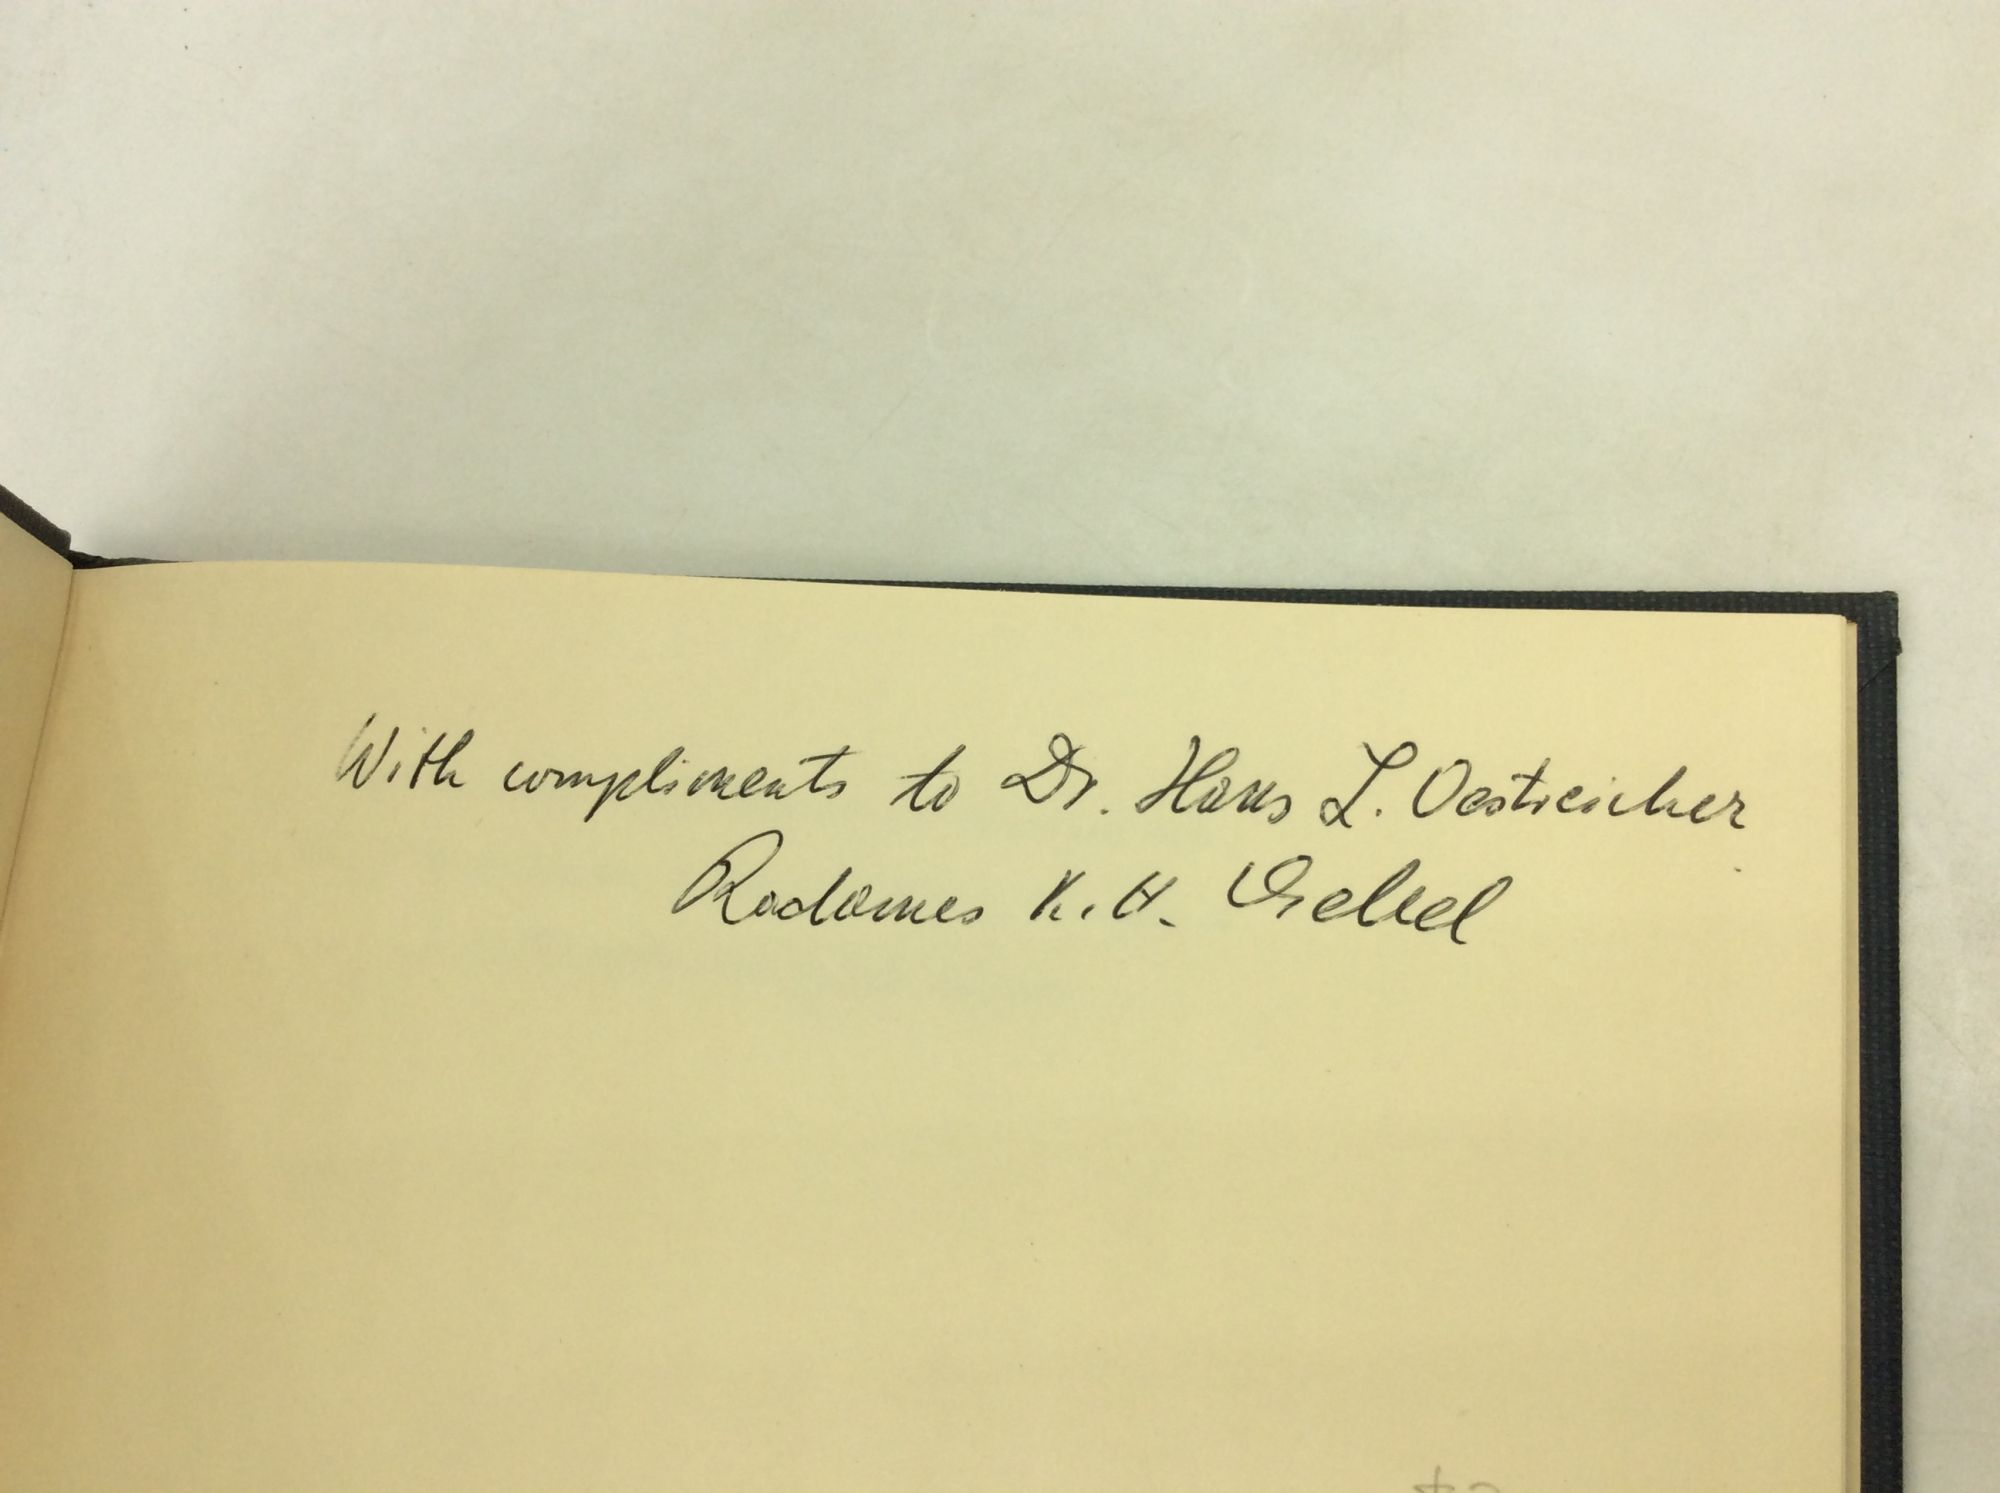 With compliments to Dr. Hans L. Oestreicher
Radames K. H. Gebel